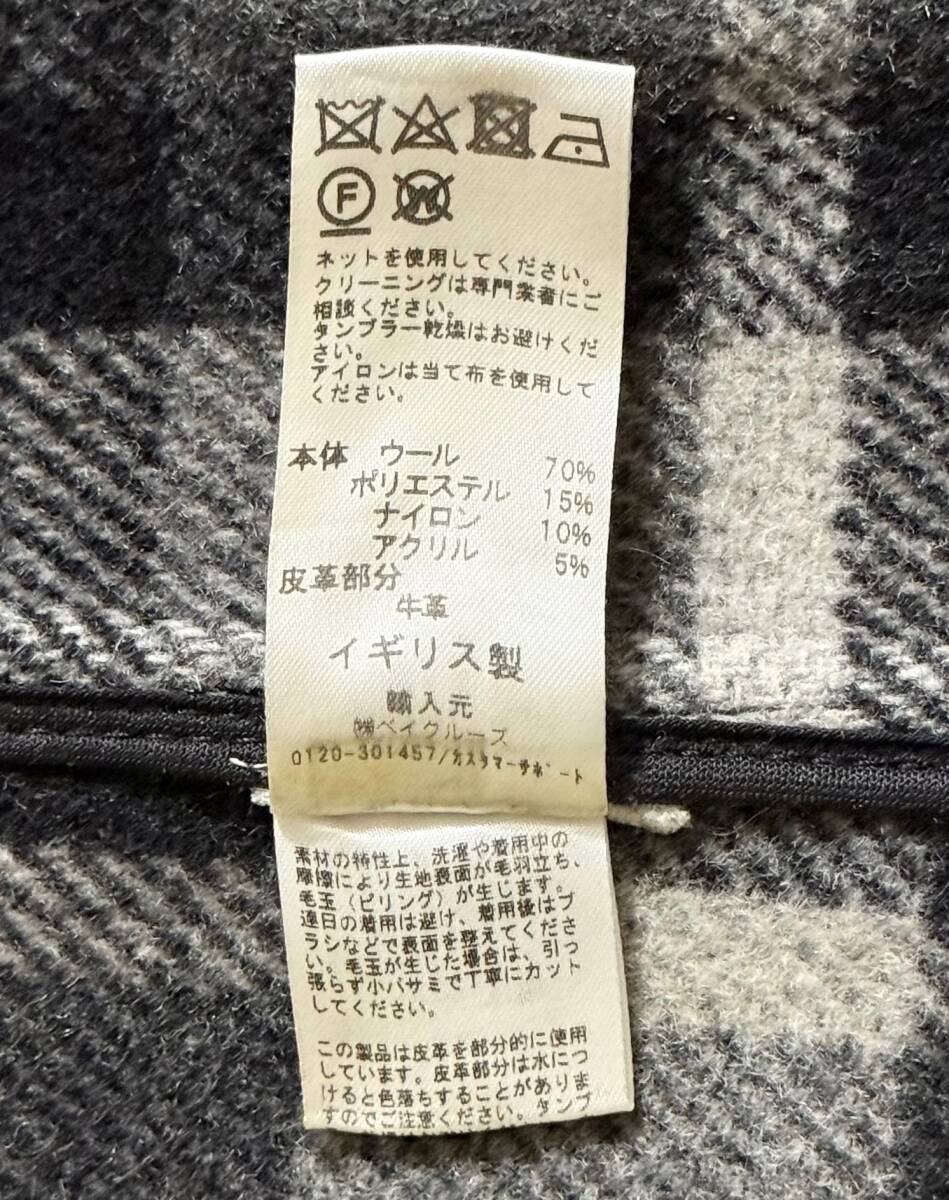 F
W
ネットを使用してください。
クリーニングは専門業者にご
相談ください。
タンブラー乾燥はお避けくだ
さい。
アイロンは当て布を使用して
ください。
本体 ウール 70%
ポリエステル 15%
ナイロン 10%
アクリル 5%
皮革部分
牛革
イギリス製
輸入元
㈱ベイクルーズ
0120-301457/カスタマーサポート
素材の特性上、洗濯や着用中の
摩擦により生地表面が毛羽立ち、
毛玉（ピリング）が生じます。
連日の着用は避け、着用後はブ
ラシなどで表面を整えてくださ
い。毛玉が生じた場合は、引っ
張らず小バサミで丁寧にカット
してください。
この製品は皮革を部分的に使用
しています。皮革部分は水につ
けると色落ちすることがありま
すのでご注意ください。タンブ